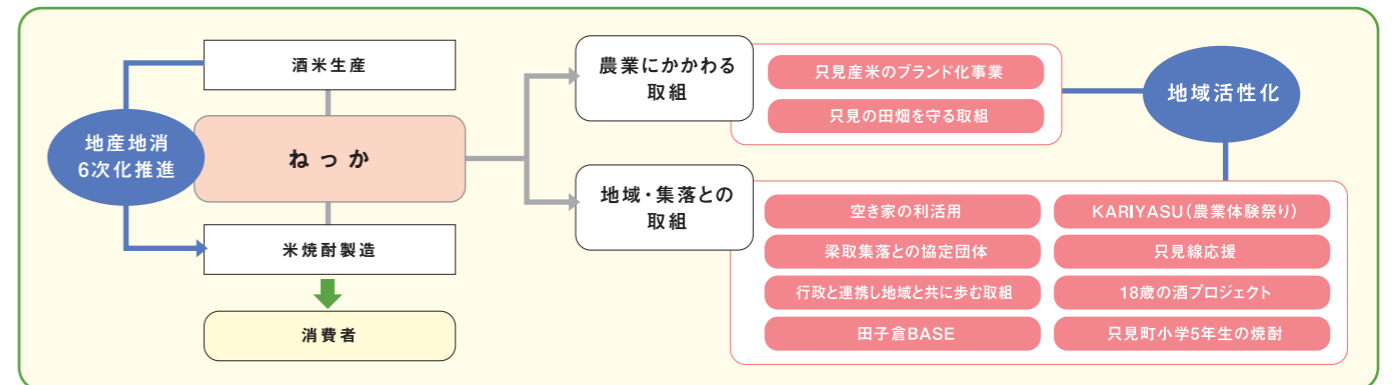 酒米生産
地産地消
6次化推進
ねっか
米焼酎製造
消費者
農業にかかわる
取組
只見産米のブランド化事業
只見の田畑を守る取組
地域活性化
地域・集落との
取組
空き家の利活用
梁取集落との協定団体
行政と連携し地域と共に歩む取組
田子倉BASE
KARIYASU(農業体験祭り)
只見線応援
18歳の酒プロジェクト
只見町小学5年生の焼酎